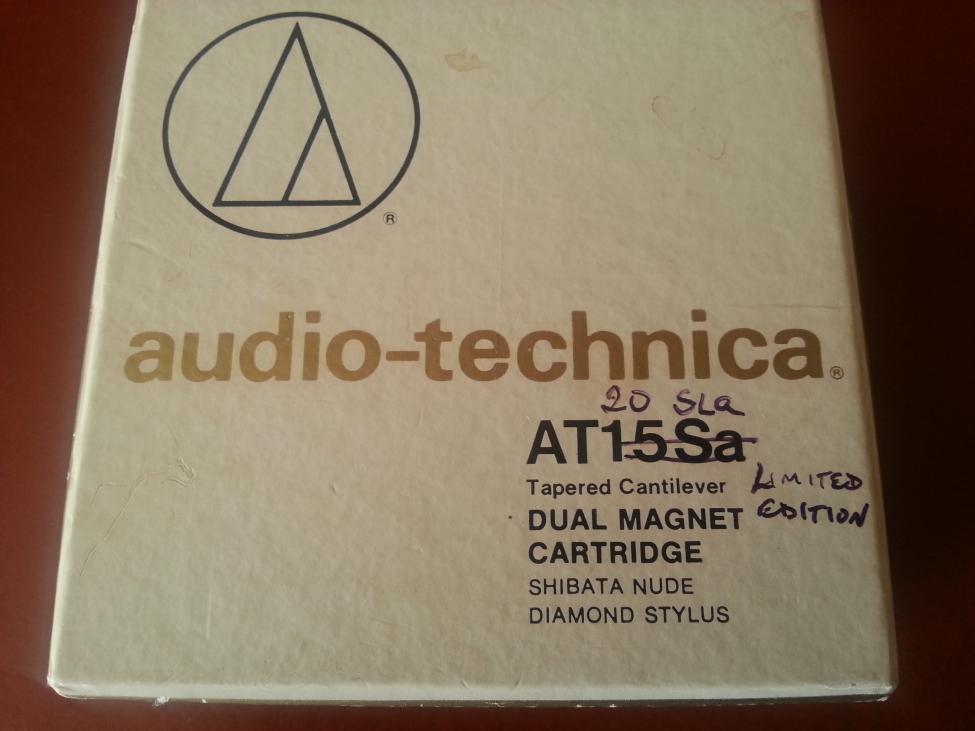 ®
audio-technica®
20 SLa
AT15Sa
Tapered Cantilever LIMITED
DUAL MAGNET EDITION
CARTRIDGE
SHIBATA NUDE
DIAMOND STYLUS